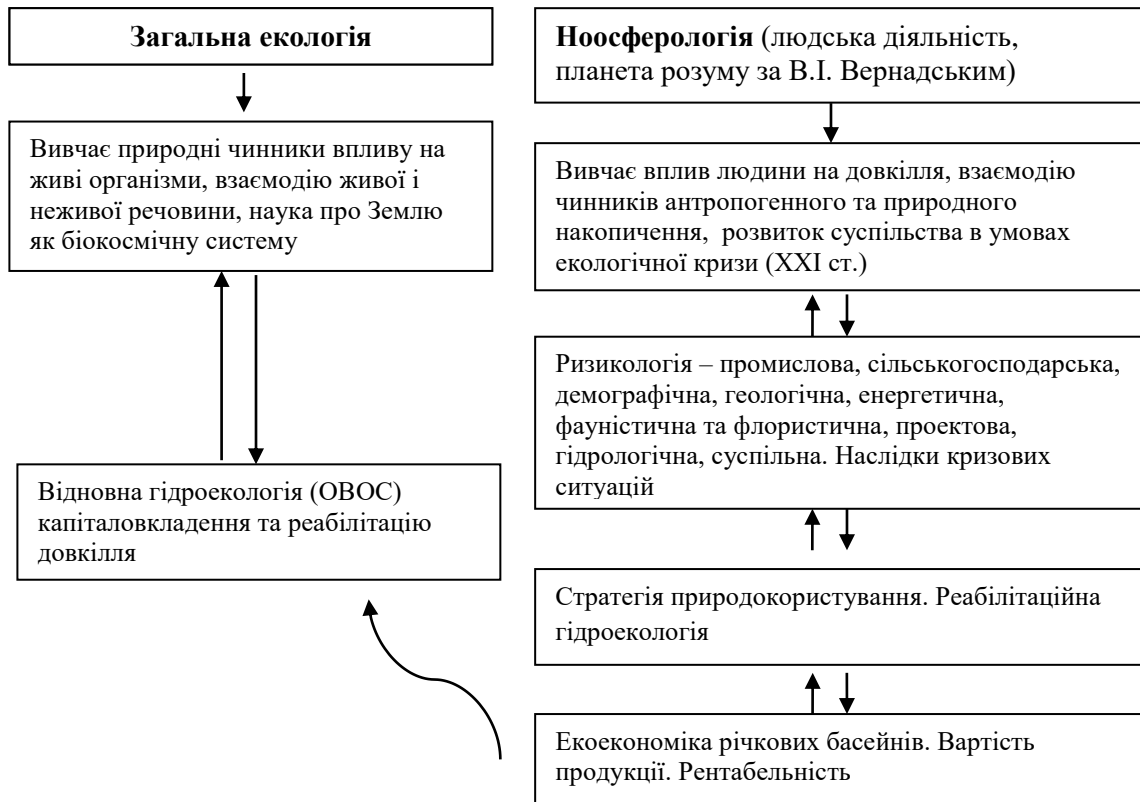 Загальна екологія
Вивчає природні чинники впливу на
живі організми, взаємодію живої і
неживої речовини, наука про Землю
як біокосмічну систему
Відновна гідроекологія (ОВОС)
капіталовкладення та реабілітацію
довкілля
Ноосферологія (людська діяльність,
планета розуму за В.І. Вернадським)
Вивчає вплив людини на довкілля, взаємодію
чинників антропогенного та природного
накопичення, розвиток суспільства в умовах
екологічної кризи (ХХІ ст.)
Ризикологія – промислова, сільськогосподарська,
демографічна, геологічна, енергетична,
фауністична та флористична, проектова,
гідрологічна, суспільна. Наслідки кризових
ситуацій
Стратегія природокористування. Реабілітаційна
гідроекологія
Екоекономіка річкових басейнів. Вартість
продукції. Рентабельність